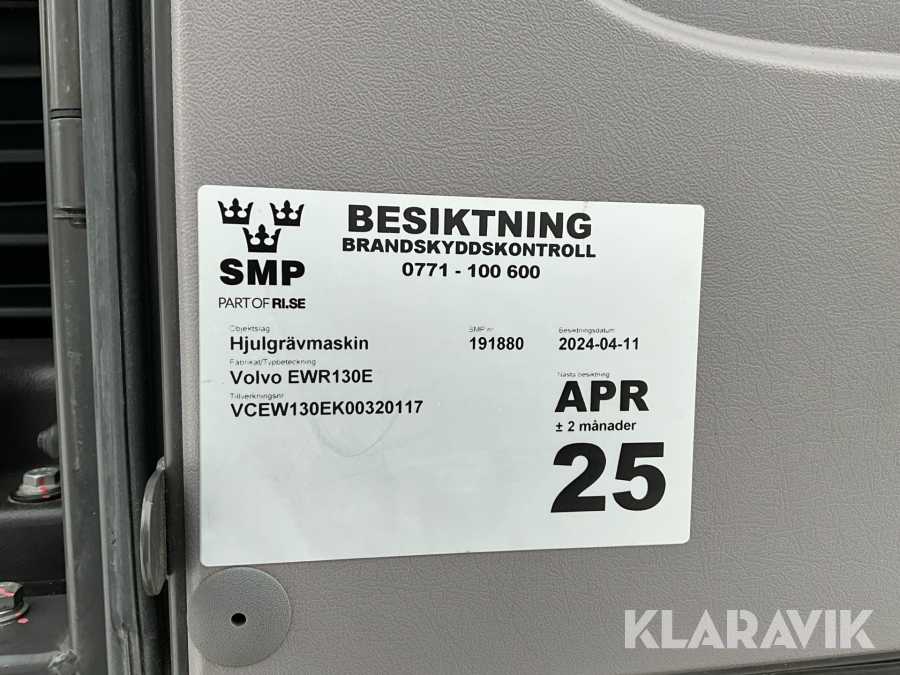 BESIKTNING
BRANDSKYDDSKONTROLL
0771 - 100 600
SMP
PART OF RI.SE
Objektslag
Hjulgrävmaskin
SMP nr
191880
Besiktningsdatum
2024-04-11
Fabrikat/Typbeteckning
Volvo EWR130E
Tillverkningsnr
VCEW130EK00320117
Nästa besiktning
APR
± 2 månader
25
KLARAVIK